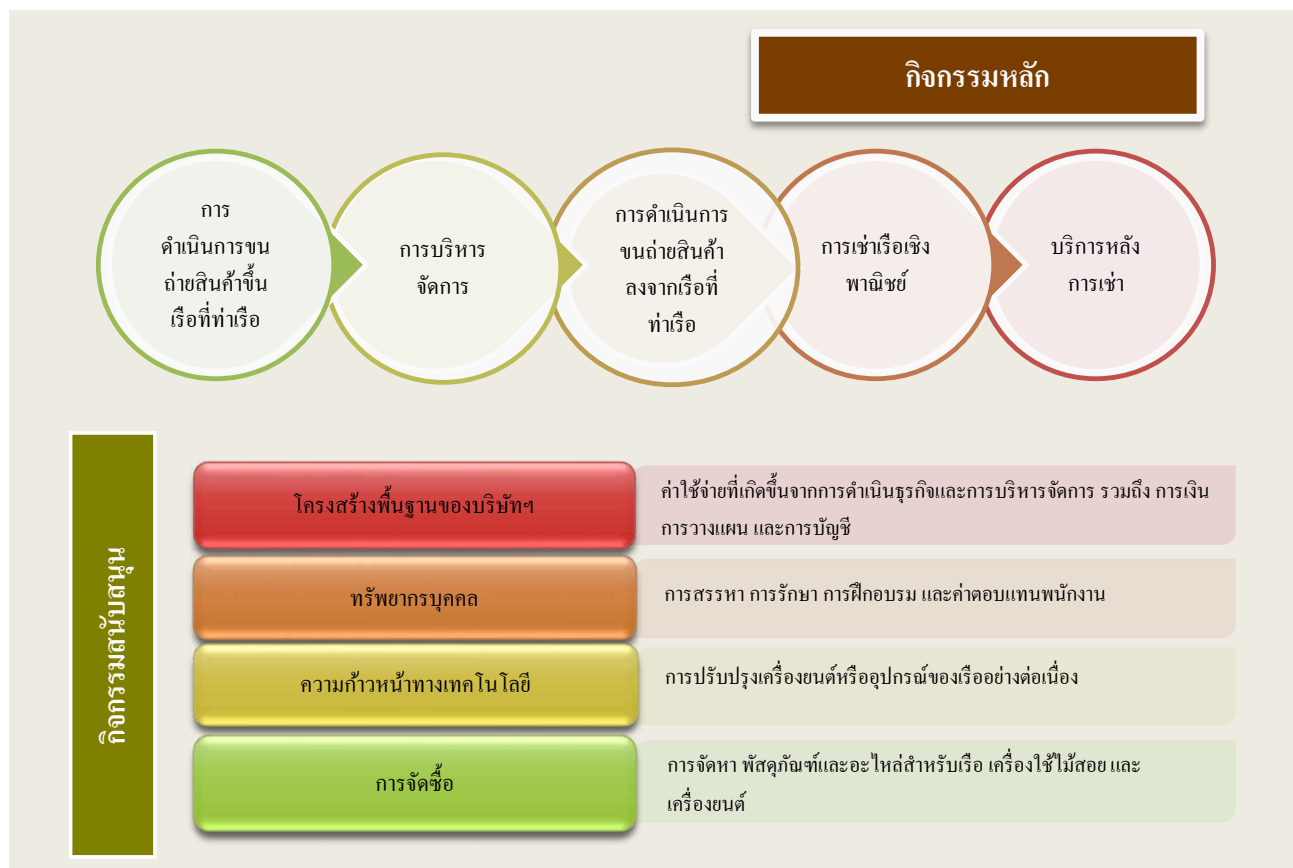 กิจกรรมหลัก
การ
ดำเนินการขน
ถ่ายสินค้าขึ้น
เรือที่ท่าเรือ
การบริหาร
จัดการ
การดำเนินการ
ขนถ่ายสินค้า
ลงจากเรือที่
ท่าเรือ
การเช่าเรือเชิง
พาณิชย์
บริการหลัง
การเช่า
กิจกรรมสนับสนุน
โครงสร้างพื้นฐานของบริษัทฯ
ค่าใช้จ่ายที่เกิดขึ้นจากการดำเนินธุรกิจและการบริหารจัดการ รวมถึง การเงิน
การวางแผน และการบัญชี
ทรัพยากรบุคคล
การสรรหา การรักษา การฝึกอบรม และค่าตอบแทนพนักงาน
ความก้าวหน้าทางเทคโนโลยี
การปรับปรุงเครื่องยนต์หรืออุปกรณ์ของเรืออย่างต่อเนื่อง
การจัดซื้อ
การจัดหา พัสดุภัณฑ์และอะไหล่สำหรับเรือ เครื่องใช้ไม้สอย และ
เครื่องยนต์